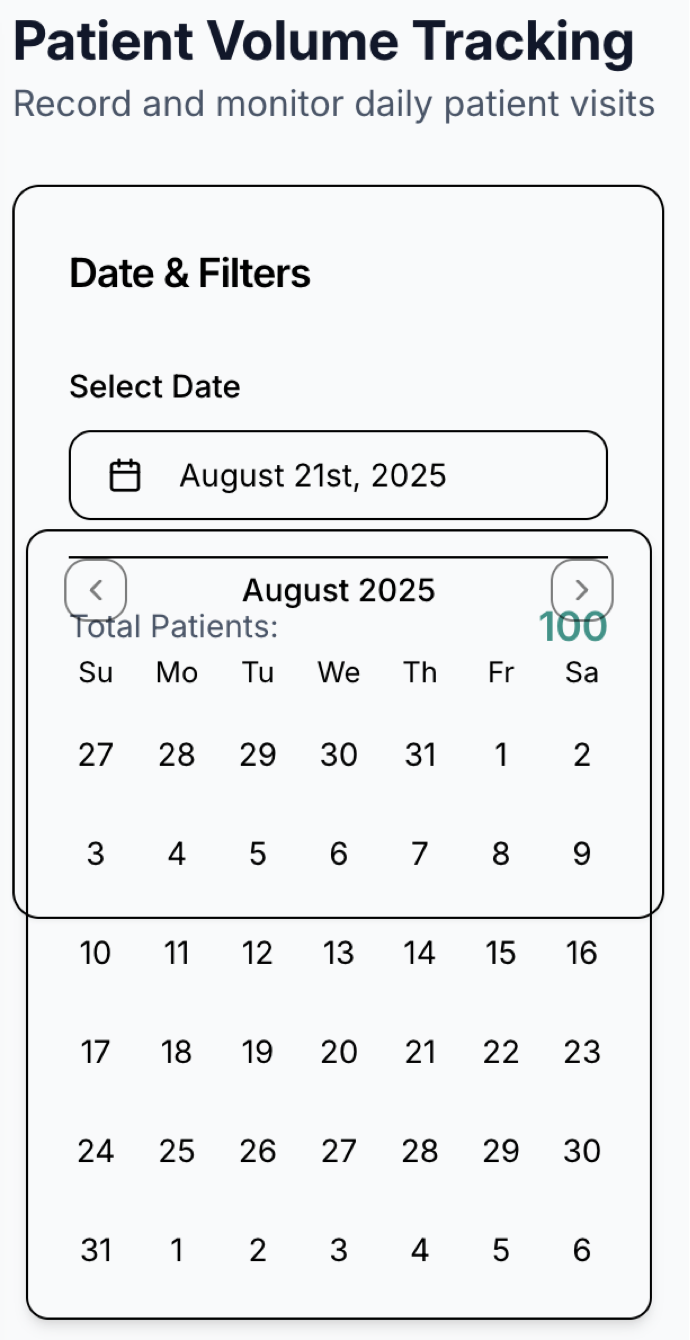 Patient Volume Tracking
Record and monitor daily patient visits
Date & Filters
Select Date
August 21st, 2025
August 2025
Total Patients: 100
Su Mo Tu We Th Fr Sa
27 28 29 30 31 1 2
3 4 5 6 7 8 9
10 11 12 13 14 15 16
17 18 19 20 21 22 23
24 25 26 27 28 29 30
31 1 2 3 4 5 6